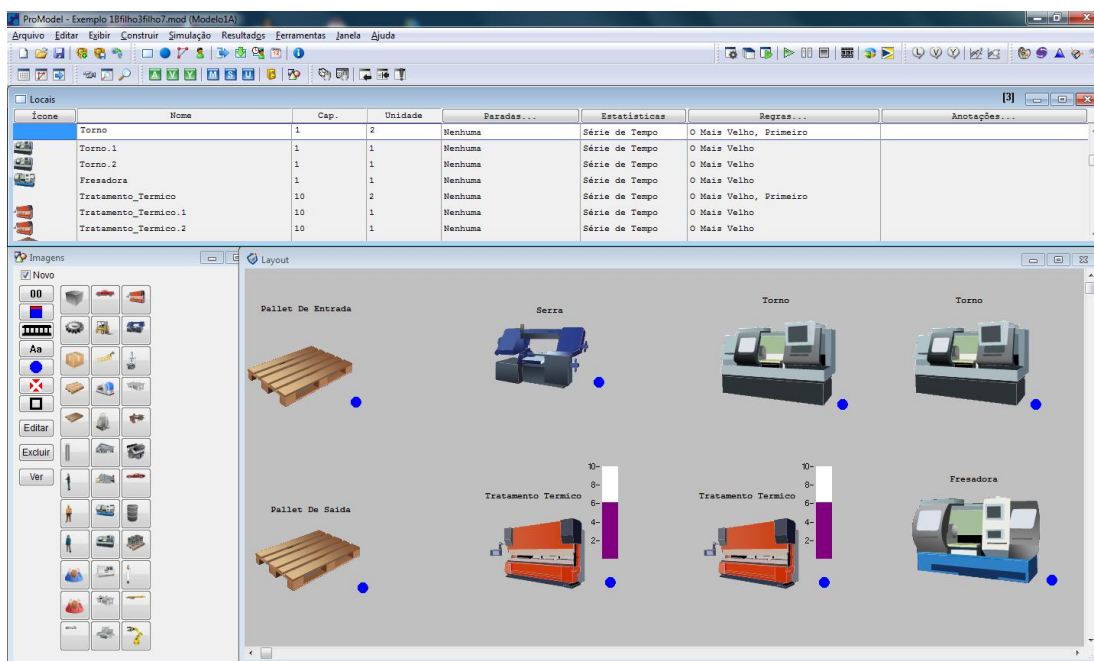 ProModel - Exemplo 18filho3filho7.mod (Modelo1A)
Arquivo Editar Exibir Construir Simulação Resultados Ferramentas Janela Ajuda
Locais [3]
Ícone Nome Cap. Unidade Paradas... Estatísticas Regras... Anotações...
Torno 1 2 Nenhuma Série de Tempo O Mais Velho, Primeiro
Torno.1 1 1 Nenhuma Série de Tempo O Mais Velho
Torno.2 1 1 Nenhuma Série de Tempo O Mais Velho
Fresadora 1 1 Nenhuma Série de Tempo O Mais Velho
Tratamento_Termico 10 2 Nenhuma Série de Tempo O Mais Velho, Primeiro
Tratamento_Termico.1 10 1 Nenhuma Série de Tempo O Mais Velho
Tratamento_Termico.2 10 1 Nenhuma Série de Tempo O Mais Velho
Imagens
Novo
00
Aa
Editar
Excluir
Ver
Layout
Pallet De Entrada
Serra
Torno
Torno
Pallet De Saida
Tratamento Termico
10-
8-
6-
4-
2-
Tratamento Termico
10-
8-
6-
4-
2-
Fresadora